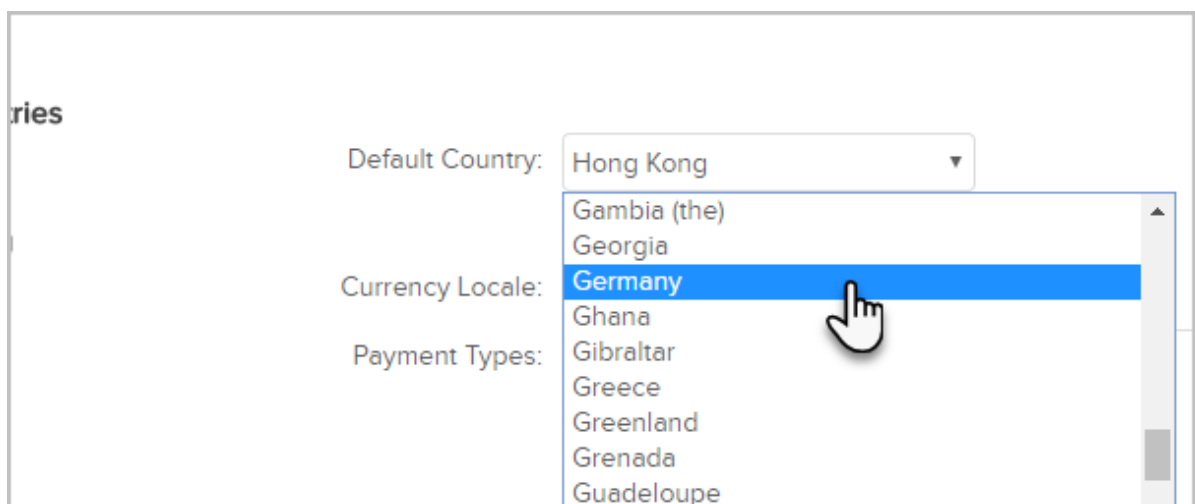 ries
Default Country:
Hong Kong
Gambia (the)
Georgia
Currency Locale:
Germany
Ghana
Payment Types:
Gibraltar
Greece
Greenland
Grenada
Guadeloupe